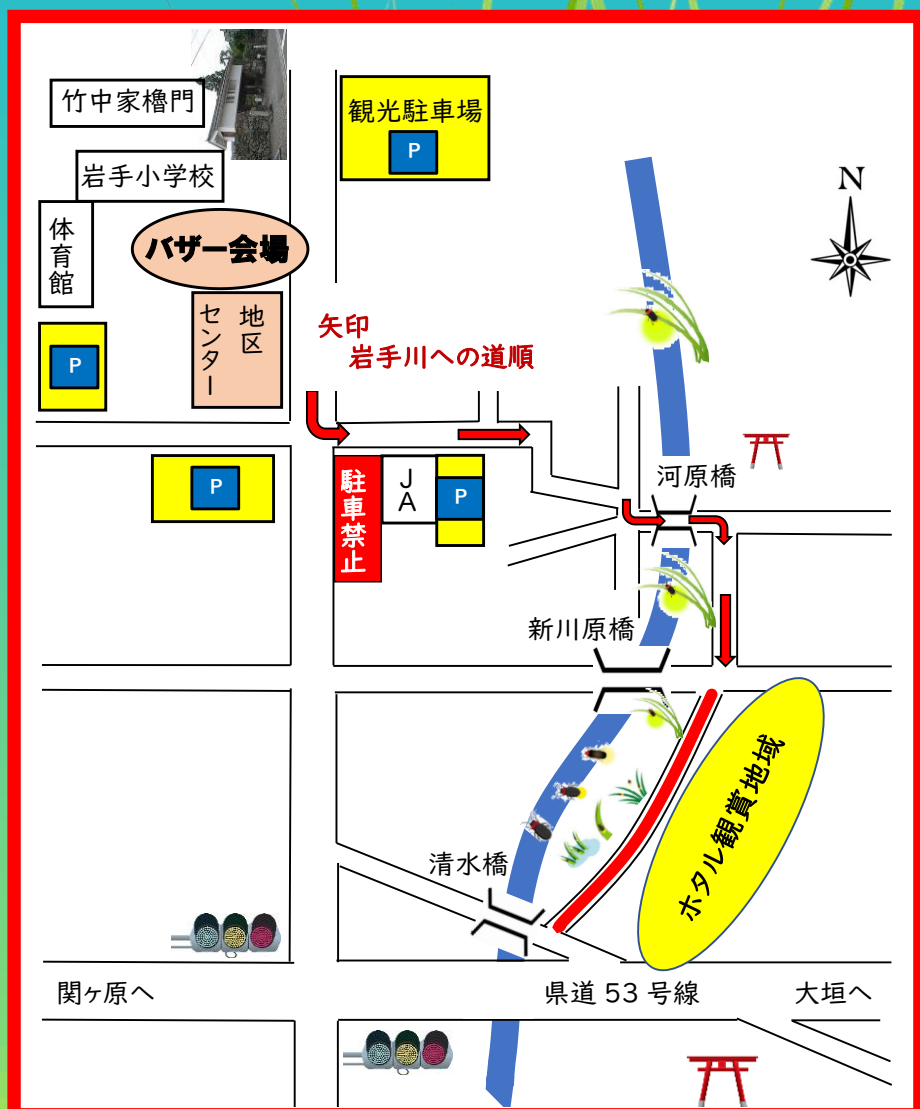 竹中家櫓門
観光駐車場
P
岩手小学校
N
体育館
バザー会場
地区
センター
矢印
岩手川への道順
P
P
駐車禁止
JA
P
河原橋
新川原橋
ホタル観賞地域
清水橋
関ヶ原へ
県道 53 号線
大垣へ